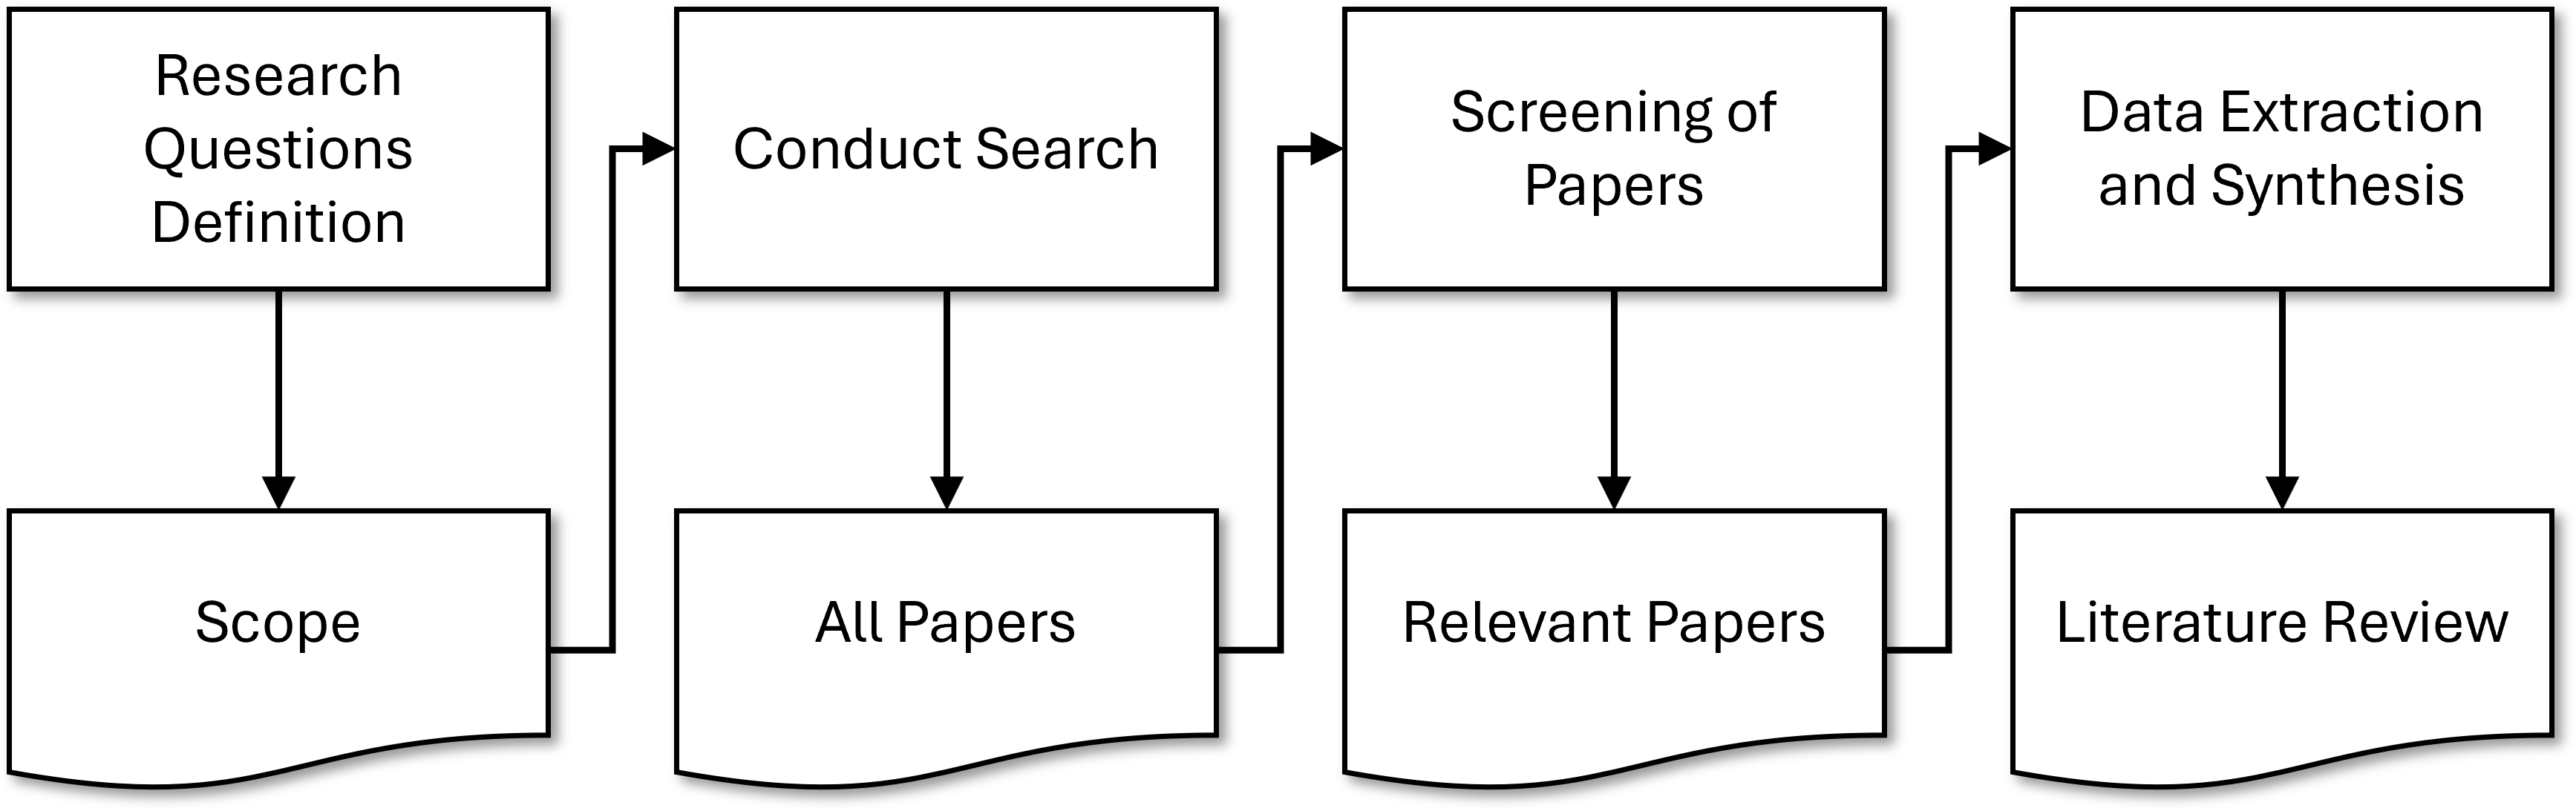 Research
Questions
Definition
Conduct Search
Screening of
Papers
Data Extraction
and Synthesis
Scope
All Papers
Relevant Papers
Literature Review